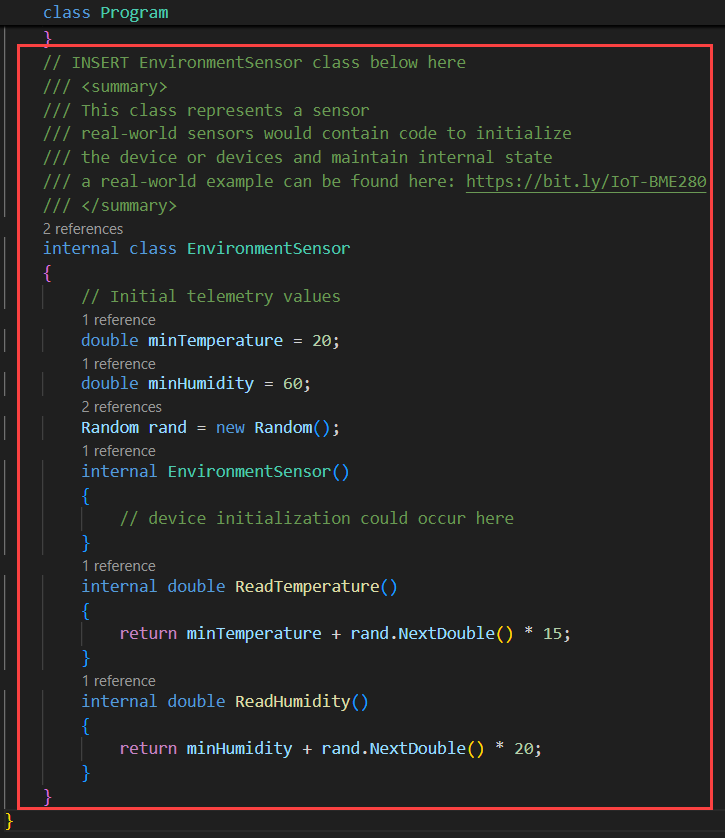 class Program
}
// INSERT EnvironmentSensor class below here
/// <summary>
/// This class represents a sensor
/// real-world sensors would contain code to initialize
/// the device or devices and maintain internal state
/// a real-world example can be found here: https://bit.ly/IoT-BME280
/// </summary>
2 references
internal class EnvironmentSensor
{
// Initial telemetry values
1 reference
double minTemperature = 20;
1 reference
double minHumidity = 60;
2 references
Random rand = new Random();
1 reference
internal EnvironmentSensor()
{
// device initialization could occur here
}
1 reference
internal double ReadTemperature()
{
return minTemperature + rand.NextDouble() * 15;
}
1 reference
internal double ReadHumidity()
{
return minHumidity + rand.NextDouble() * 20;
}
}
}